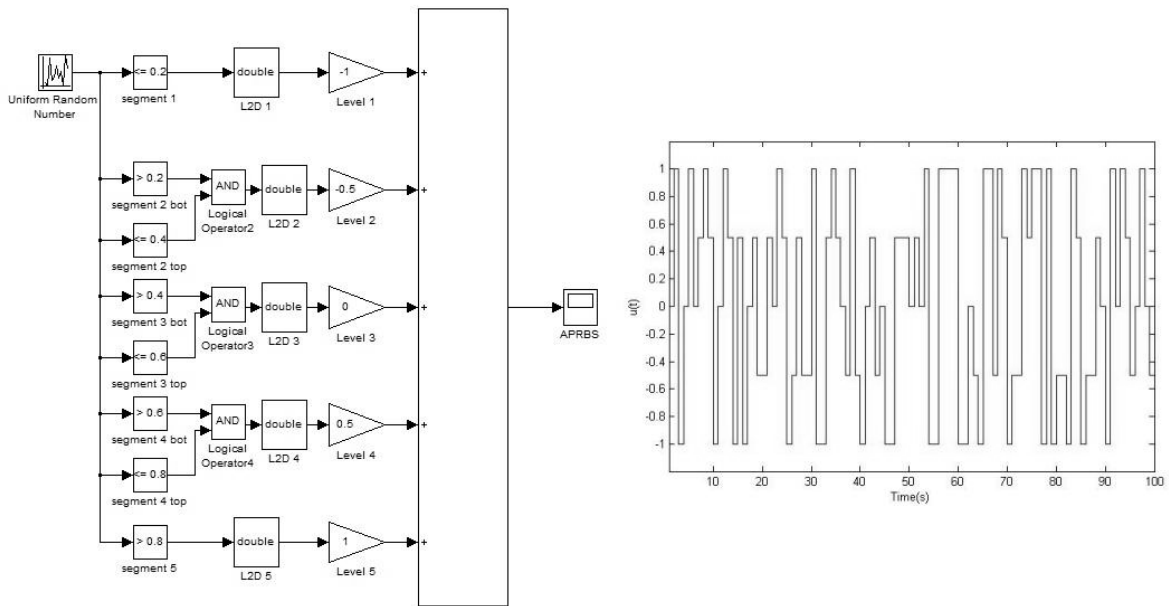 Uniform Random
Number
<= 0.2
segment 1
double
L2D 1
-1
Level 1
+
> 0.2
segment 2 bot
<= 0.4
segment 2 top
AND
Logical
Operator2
double
L2D 2
-0.5
Level 2
+
> 0.4
segment 3 bot
<= 0.6
segment 3 top
AND
Logical
Operator3
double
L2D 3
0
Level 3
+
> 0.6
segment 4 bot
<= 0.8
segment 4 top
AND
Logical
Operator4
double
L2D 4
0.5
Level 4
+
> 0.8
segment 5
double
L2D 5
1
Level 5
+
APRBS
u(t)
1
0.8
0.6
0.4
0.2
0
-0.2
-0.4
-0.6
-0.8
-1
10 20 30 40 50 60 70 80 90 100
Time(s)